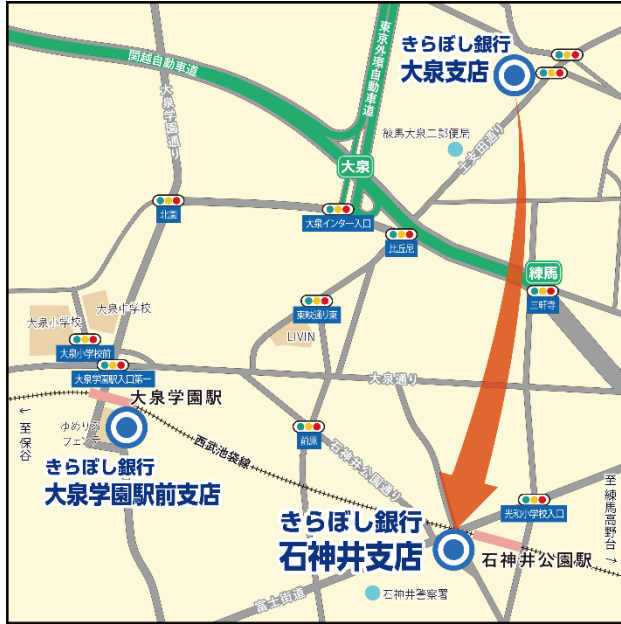 きらぼし銀行
大泉支店
関越自動車道
東京外環自動車道
大泉学園通り
練馬大泉二郵便局
土支田通り
大泉
北園
大泉インター入口
比丘尼
練馬
三軒寺
東映通り東
LIVIN
大泉小学校
大泉中学校
大泉小学校前
大泉学園駅入口第一
大泉通り
大泉学園駅
← 至保谷
ゆめりあ
フェンテ
西武池袋線
前原
石神井公園通り
きらぼし銀行
大泉学園駅前支店
光和小学校入口
至練馬高野台 →
きらぼし銀行
石神井支店
石神井公園駅
富士街道
石神井警察署